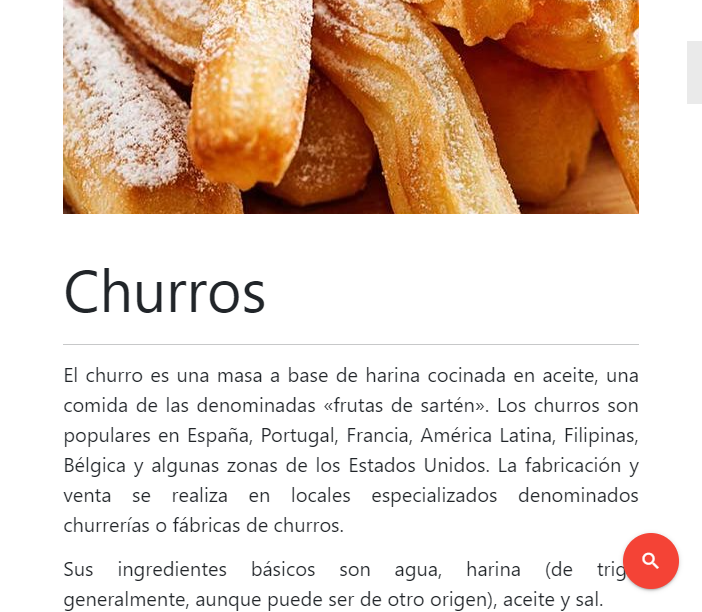 Churros
El churro es una masa a base de harina cocinada en aceite, una
comida de las denominadas «frutas de sartén». Los churros son
populares en España, Portugal, Francia, América Latina, Filipinas,
Bélgica y algunas zonas de los Estados Unidos. La fabricación y
venta se realiza en locales especializados denominados
churrerías o fábricas de churros.
Sus ingredientes básicos son agua, harina (de trig
generalmente, aunque puede ser de otro origen), aceite y sal.